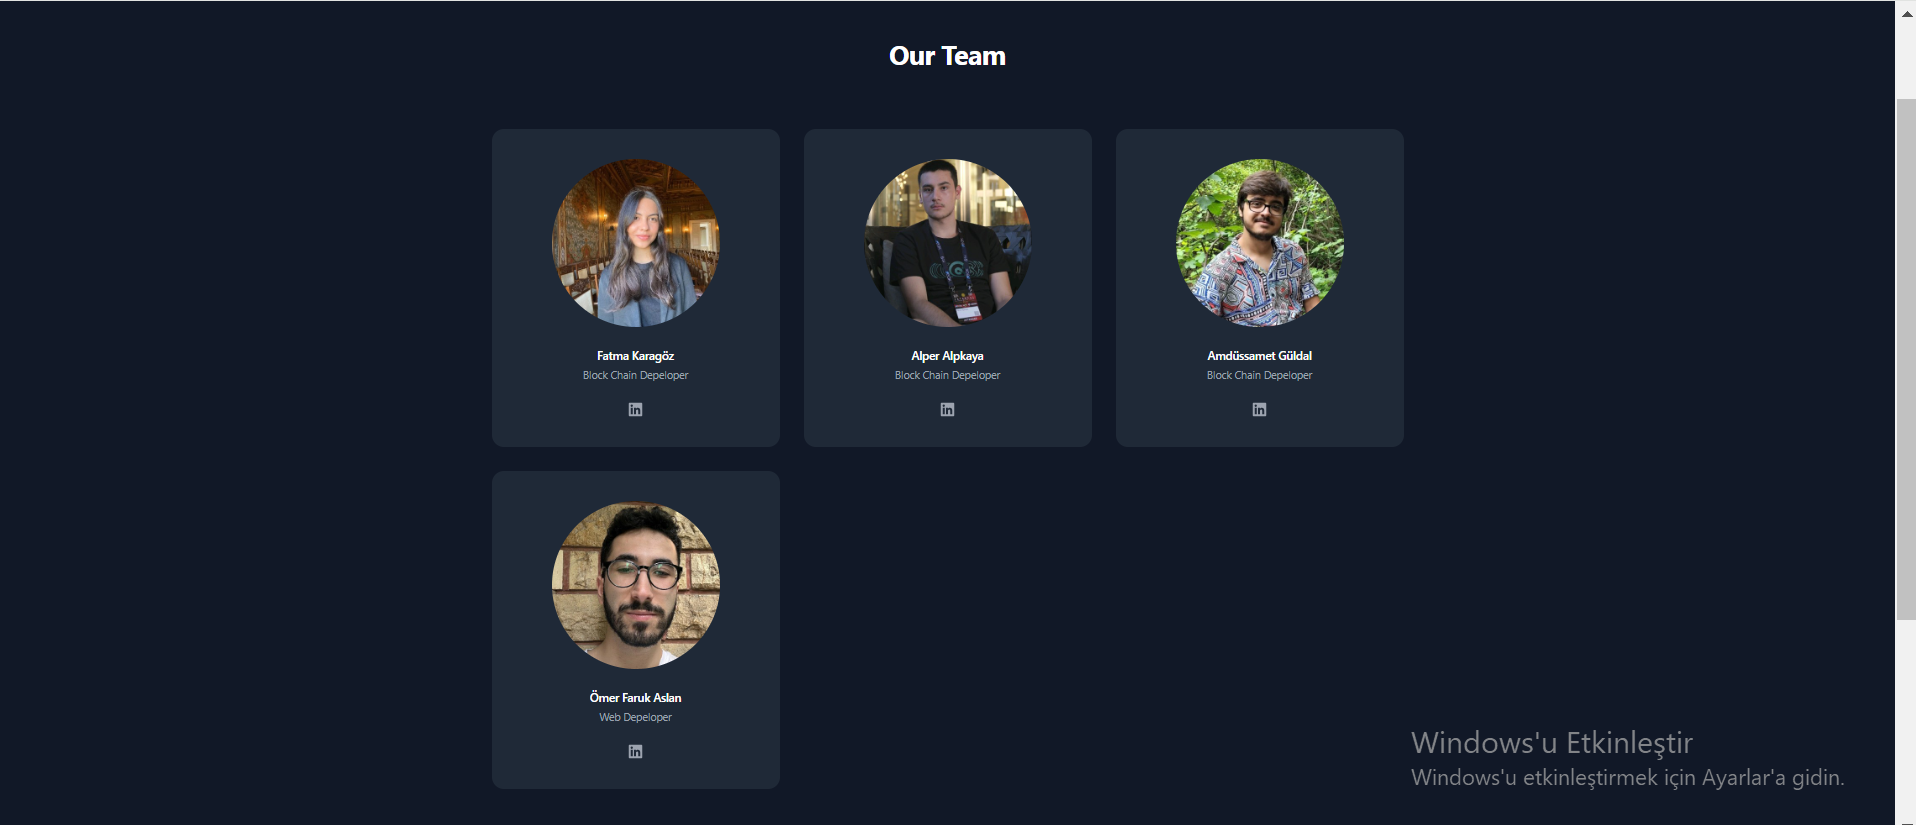 Our Team
Fatma Karagöz
Block Chain Depeloper
Alper Alpkaya
Block Chain Depeloper
Amdüssamet Güldal
Block Chain Depeloper
Ömer Faruk Aslan
Web Depeloper
Windows'u Etkinleştir
Windows'u etkinleştirmek için Ayarlar'a gidin.